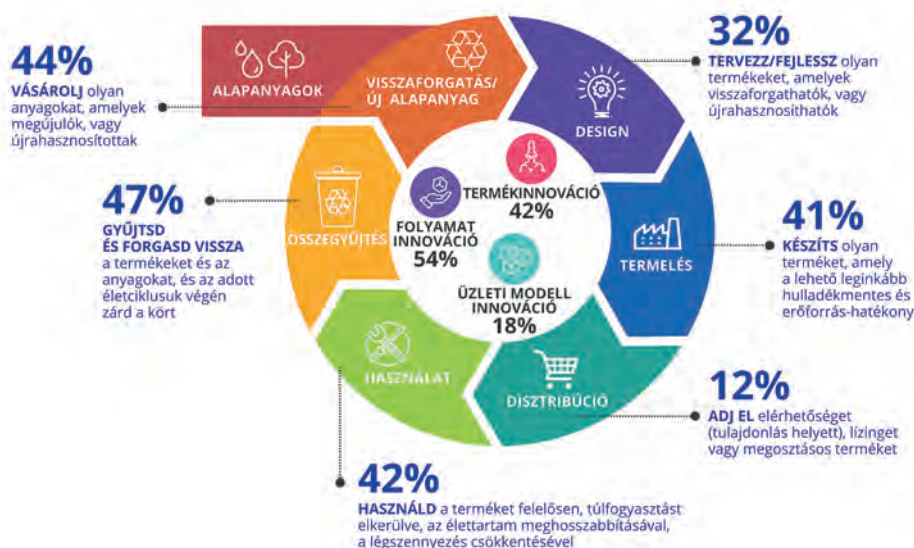 44%
VÁSÁROLJ olyan
anyagokat, amelyek
megújulók, vagy
újrahasznosítottak
ALAPANYAGOK
VISSZAFORGATÁS/
ÚJ ALAPANYAG
DESIGN
32%
TERVEZZ/FEJLESSZ olyan
termékeket, amelyek
visszaforgathatók, vagy
újrahasznosíthatók
47%
GYŰJTSD
ÉS FORGASD VISSZA
a termékeket és az
anyagokat, és az adott
életciklusuk végén
zárd a kört
ÖSSZEGYŰJTÉS
FOLYAMAT
INNOVÁCIÓ
54%
TERMÉKINNOVÁCIÓ
42%
ÜZLETI MODELL
INNOVÁCIÓ
18%
TERMELÉS
41%
KÉSZÍTS olyan
terméket, amely
a lehető leginkább
hulladékmentes és
erőforrás-hatékony
HASZNÁLAT
DISZTRIBÚCIÓ
12%
ADJ EL elérhetőséget
(tulajdonlás helyett), lízinget
vagy megosztásos terméket
42%
HASZNÁLD a terméket felelősen, túlfogyasztást
elkerülve, az élettartam meghosszabbításával,
a légszennyezés csökkentésével